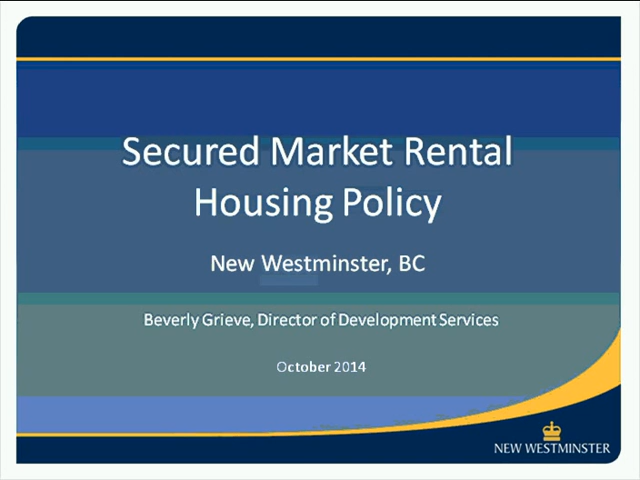 Secured Market Rental
Housing Policy
New Westminster, BC
Beverly Grieve, Director of Development Services
October 2014
NEW WESTMINSTER